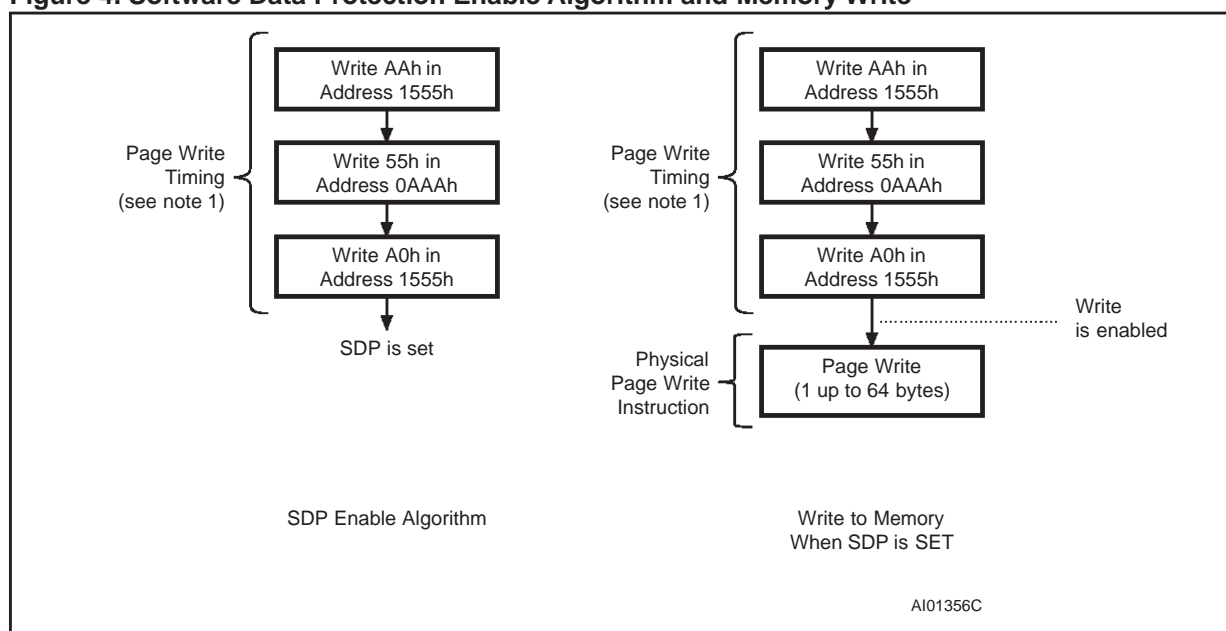 Figure 4. Software Data Protection Enable Algorithm and Memory Write
Write AAh in
Address 1555h
Page Write
Timing
(see note 1)
Write 55h in
Address 0AAAh
Write A0h in
Address 1555h
SDP is set
SDP Enable Algorithm
Write AAh in
Address 1555h
Page Write
Timing
(see note 1)
Write 55h in
Address 0AAAh
Write A0h in
Address 1555h
Write
is enabled
Physical
Page Write
Instruction
Page Write
(1 up to 64 bytes)
Write to Memory
When SDP is SET
AI01356C